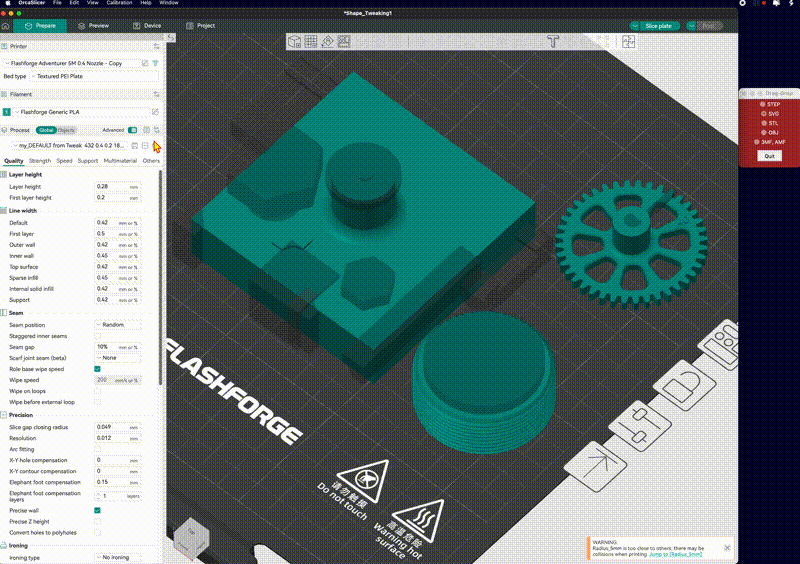 OrcaSlicer File Edit View Calibration Help Window
*Shape_Tweaking1
Prepare Preview Device Project Slice plate Print
Printer
Flashforge Adventurer 5M 0.4 Nozzle - Copy
Bed type Textured PEI Plate
Filament
1 Flashforge Generic PLA
Process Global Objects Advanced
my_DEFAULT from Tweak 432 0.4 0.2 18...
Quality Strength Speed Support Multimaterial Others
Layer height
Layer height 0.28 mm
First layer height 0.2 mm
Line width
Default 0.42 mm or %
First layer 0.5 mm or %
Outer wall 0.42 mm or %
Inner wall 0.45 mm or %
Top surface 0.42 mm or %
Sparse infill 0.45 mm or %
Internal solid infill 0.42 mm or %
Support 0.42 mm or %
Seam
Seam position Random
Staggered inner seams
Seam gap 10% mm or %
Scarf joint seam (beta) None
Role base wipe speed
Wipe speed 200 mm/s or %
Wipe on loops
Wipe before external loop
Precision
Slice gap closing radius 0.049 mm
Resolution 0.012 mm
Arc fitting
X-Y hole compensation 0 mm
X-Y contour compensation 0 mm
Elephant foot compensation 0.15 mm
Elephant foot compensation layers 1 layers
Precise wall
Precise Z height
Convert holes to polyholes
Ironing
Ironing type No ironing
FLASHFORGE
请勿触摸
Do not touch
高温危险
Warning hot
surface
WARNING:
Radius_5mm is too close to others; there may be
collisions when printing. Jump to [Radius_5mm]
Drag-Drop
STEP
SVG
STL
OBJ
3MF, AMF
Quit